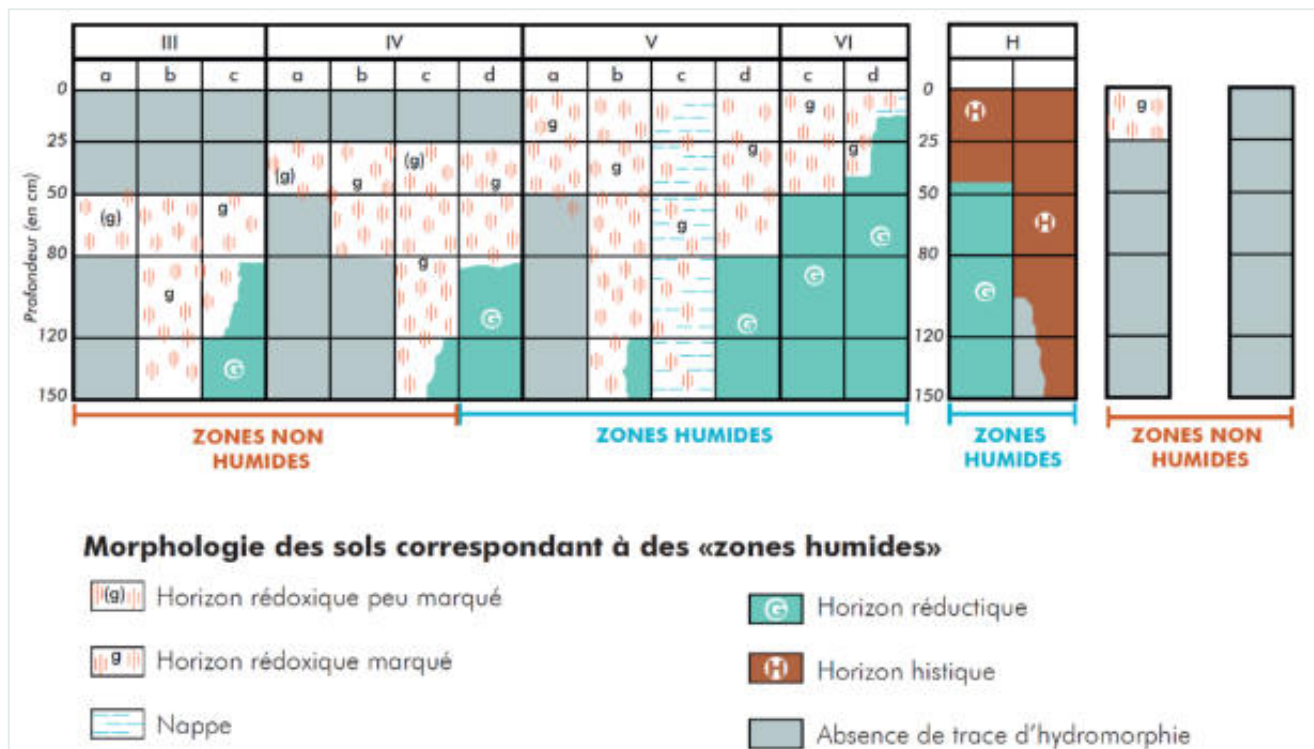 III IV V VI H
a b c a b c d a b c d c d
Profondeur (en cm)
0 0
25 25
50 50
80 80
120 120
150 150
(g) g g g G
(g) g (g) g g G
g g g g G
g g G G
H G H
g
ZONES NON
HUMIDES
ZONES HUMIDES
ZONES
HUMIDES
ZONES NON
HUMIDES
Morphologie des sols correspondant à des «zones humides»
(g) Horizon rédoxique peu marqué
g Horizon rédoxique marqué
Nappe
G Horizon réductique
H Horizon histique
Absence de trace d'hydromorphie